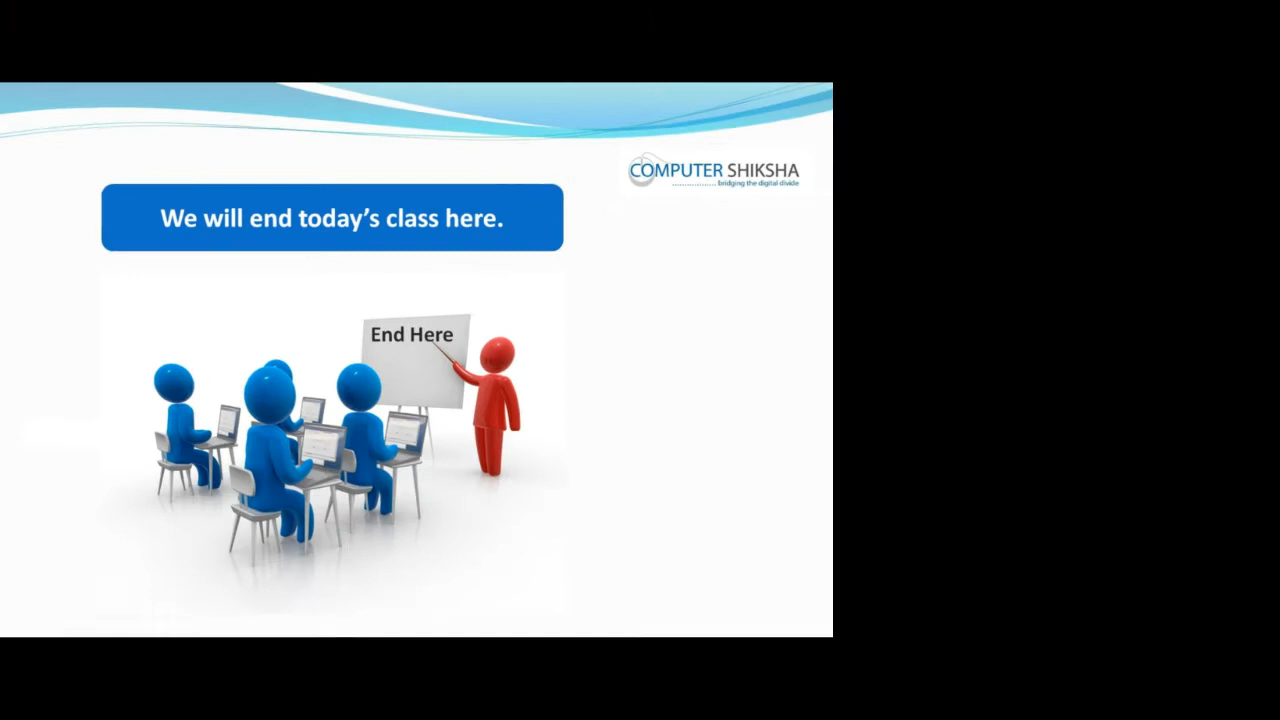 COMPUTER SHIKSHA
bridging the digital divide
We will end today's class here.
End Here